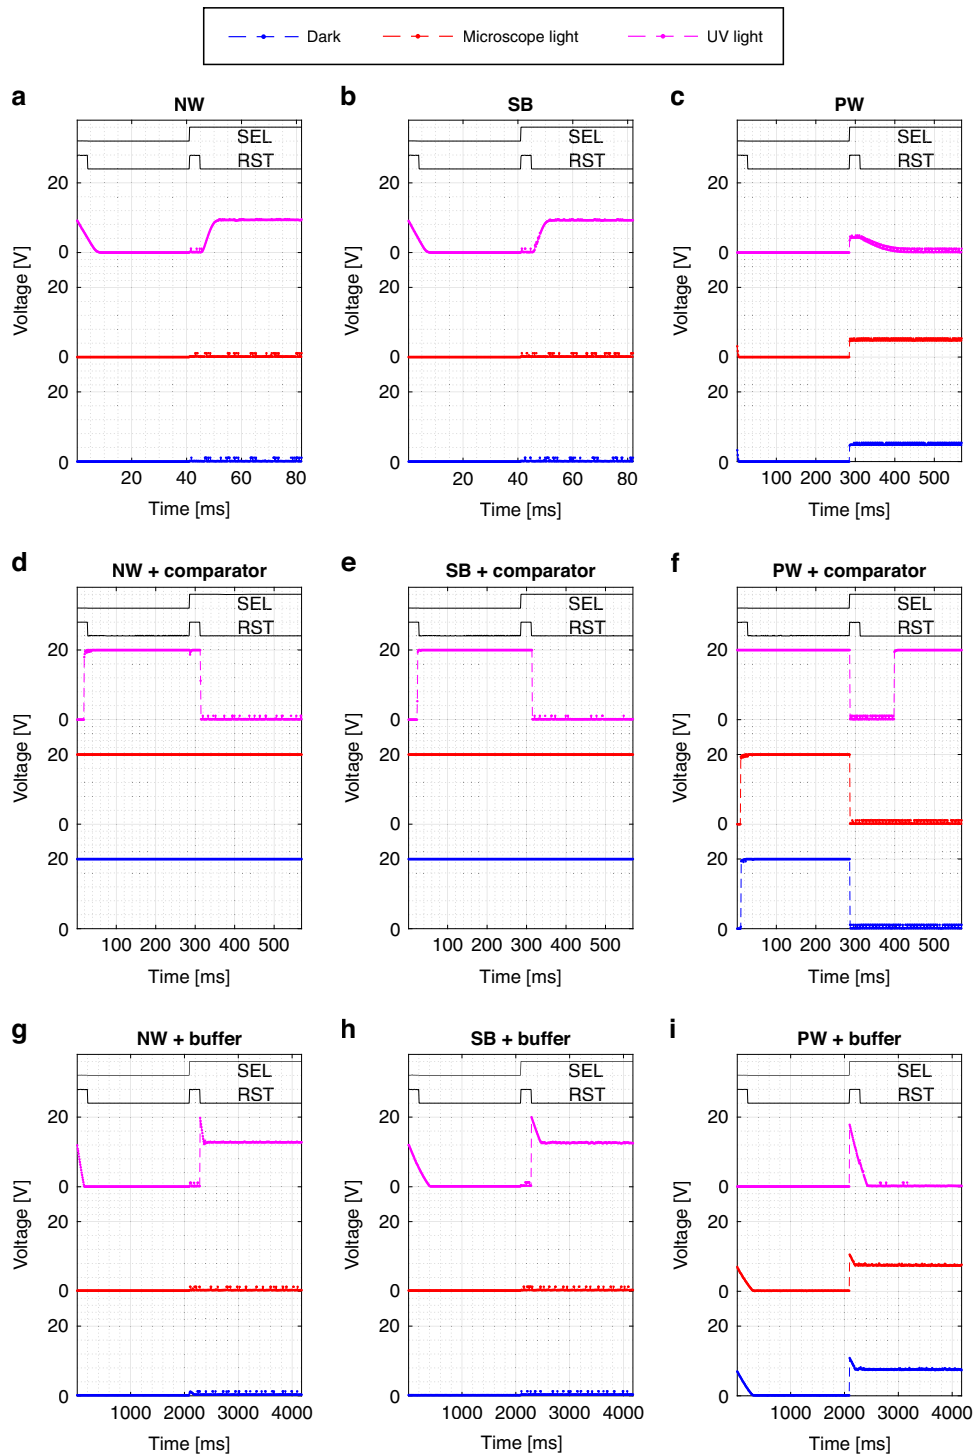 Dark Microscope light UV light
a NW b SB c PW
SEL SEL SEL
RST RST RST
20 20 20
0 0 0
20 20 20
0 0 0
20 20 20
0 0 0
Voltage [V] Voltage [V] Voltage [V]
0 20 40 60 80 20 40 60 80 100 200 300 400 500
Time [ms] Time [ms] Time [ms]
d NW + comparator e SB + comparator f PW + comparator
SEL SEL SEL
RST RST RST
20 20 20
0 0 0
20 20 20
0 0 0
20 20 20
0 0 0
Voltage [V] Voltage [V] Voltage [V]
100 200 300 400 500 100 200 300 400 500 100 200 300 400 500
Time [ms] Time [ms] Time [ms]
g NW + buffer h SB + buffer i PW + buffer
SEL SEL SEL
RST RST RST
20 20 20
0 0 0
20 20 20
0 0 0
20 20 20
0 0 0
Voltage [V] Voltage [V] Voltage [V]
1000 2000 3000 4000 1000 2000 3000 4000 0 1000 2000 3000 4000
Time [ms] Time [ms] Time [ms]